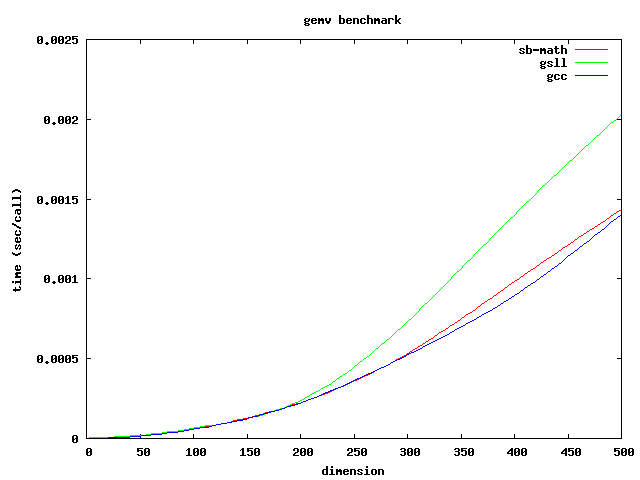 gemv benchmark
0.0025
sb-math
gsll
gcc
0.002
0.0015
time (sec/call)
0.001
0.0005
0
0 50 100 150 200 250 300 350 400 450 500
dimension